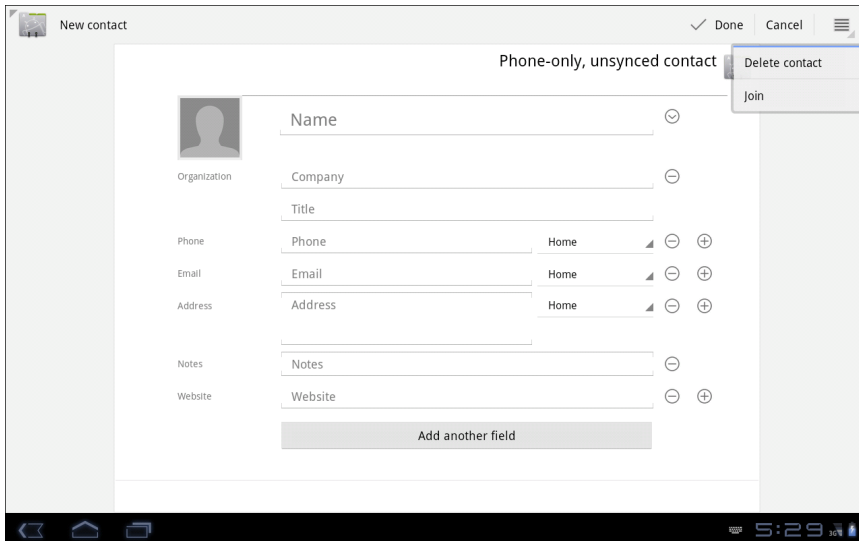 New contact
Done
Cancel
Phone-only, unsynced contact
Delete contact
Join
Name
Organization
Company
Title
Phone
Phone
Home
Email
Email
Home
Address
Address
Home
Notes
Notes
Website
Website
Add another field
5:29
3G